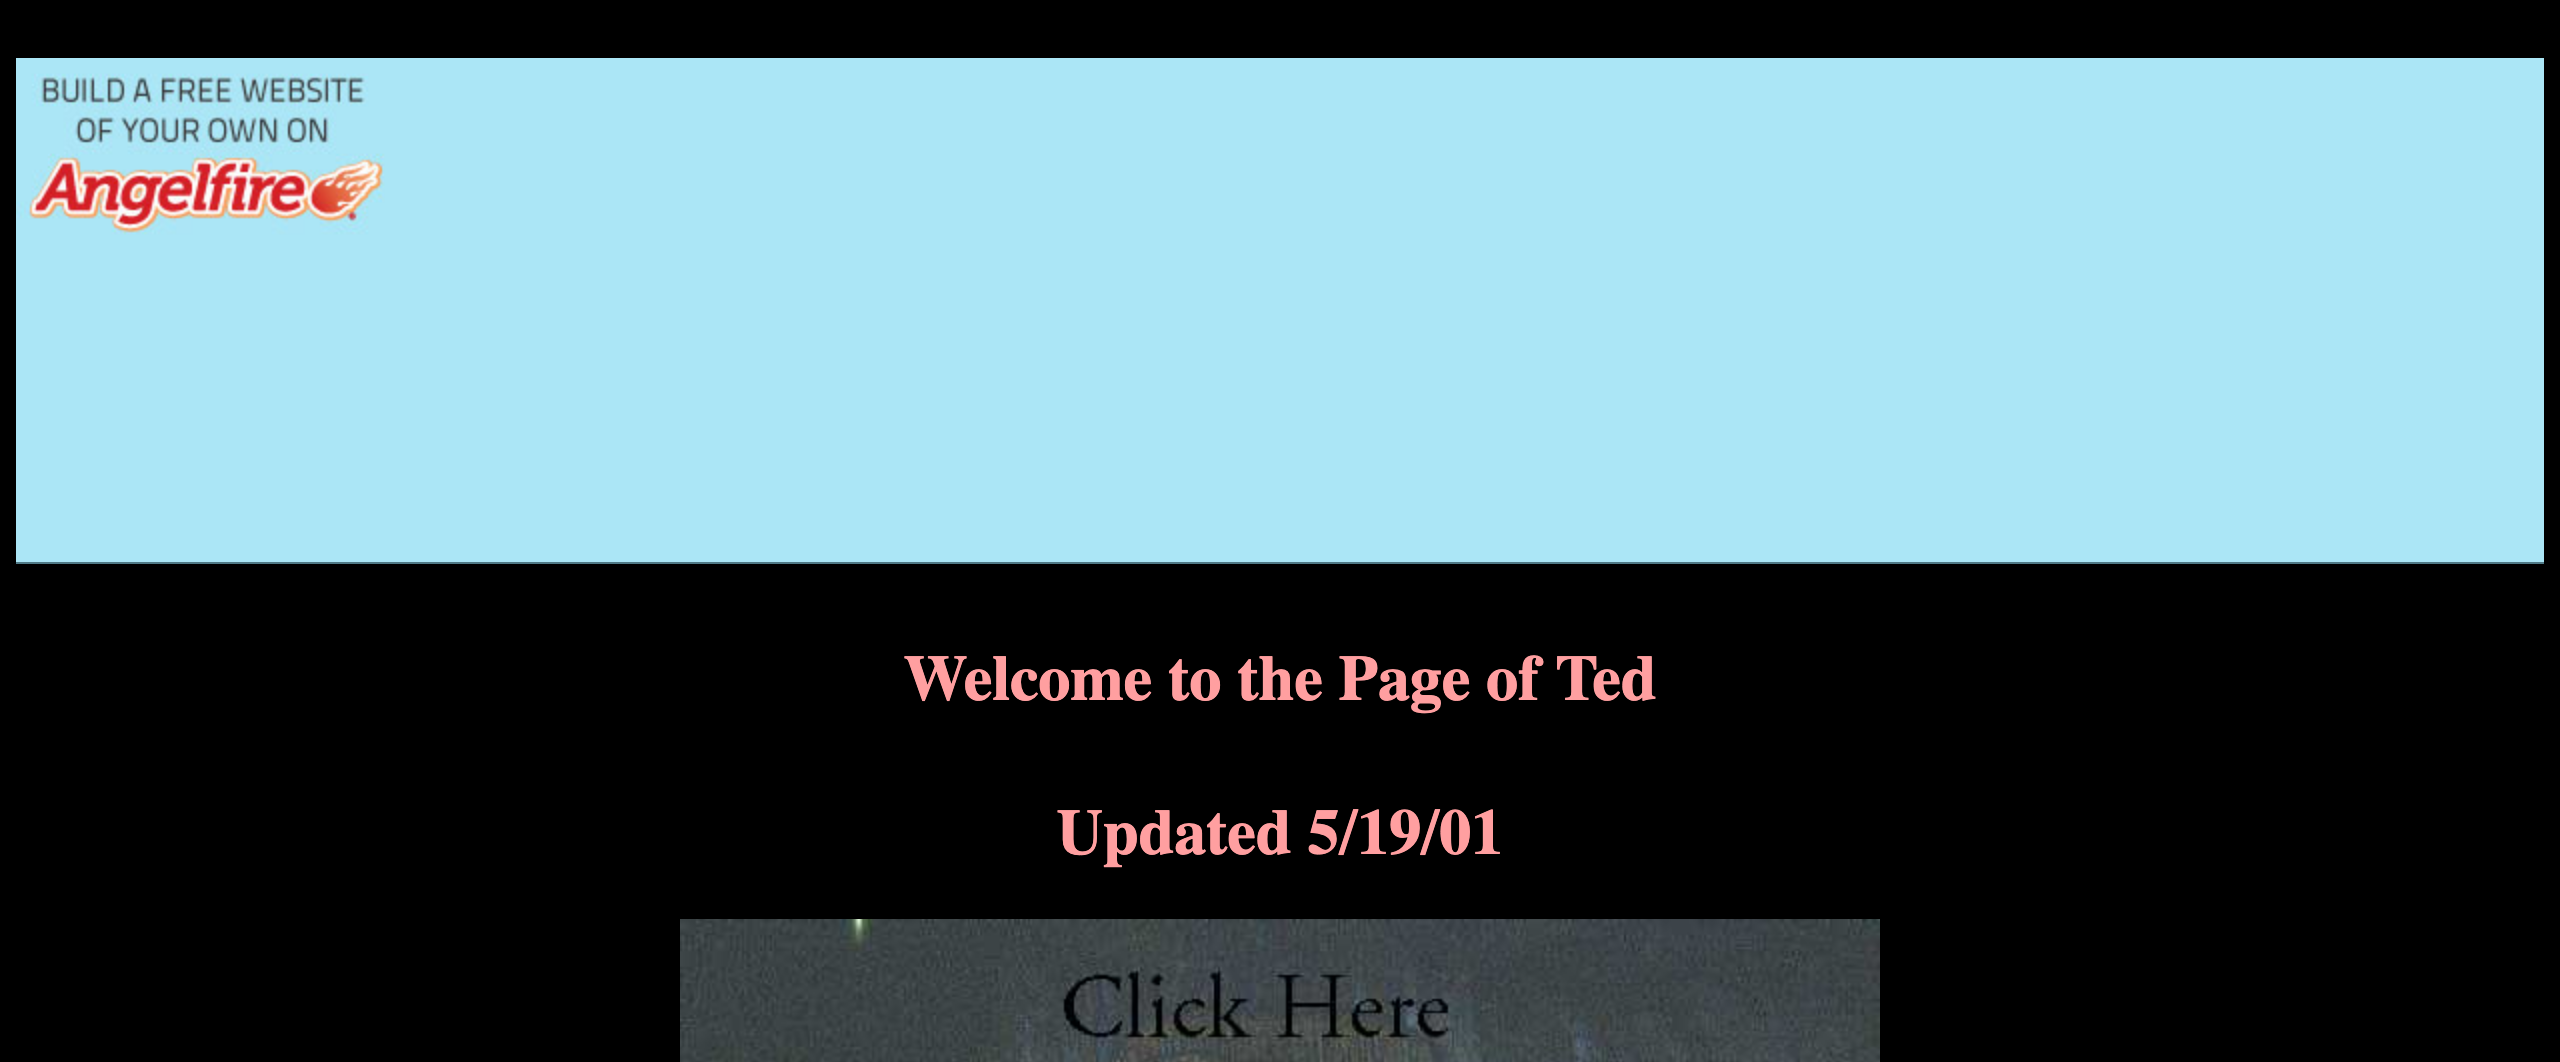 BUILD A FREE WEBSITE
OF YOUR OWN ON
Angelfire
Welcome to the Page of Ted
Updated 5/19/01
Click Here